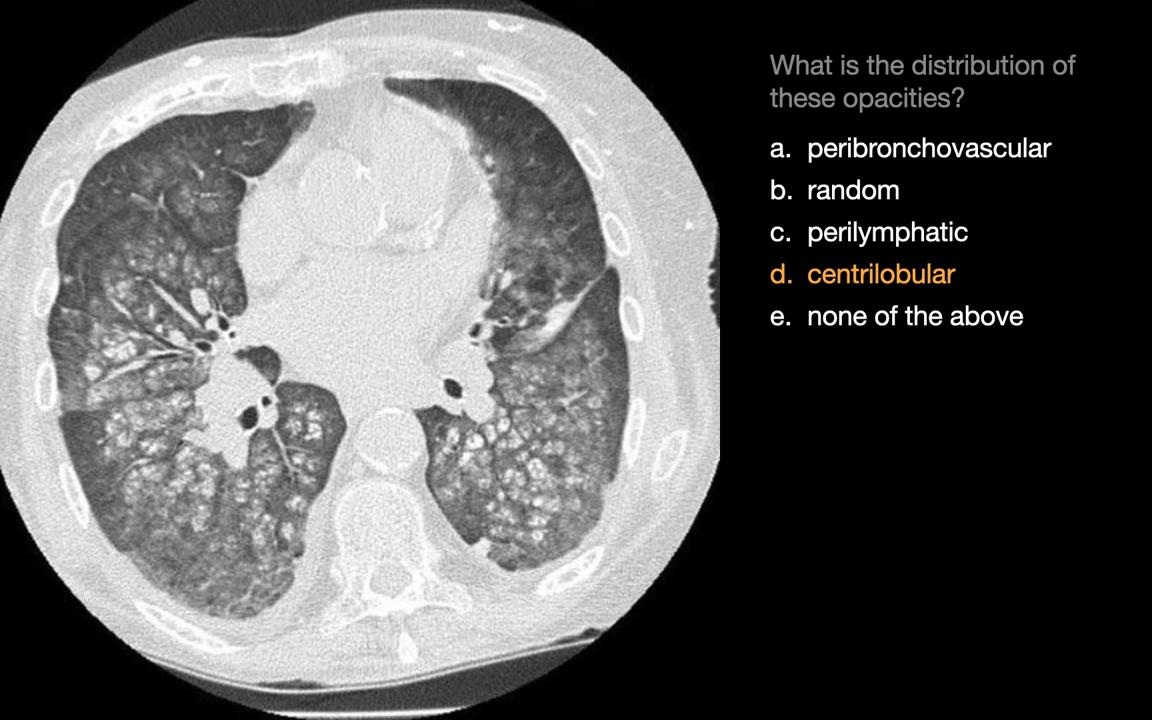 What is the distribution of
these opacities?
a. peribronchovascular
b. random
c. perilymphatic
d. centrilobular
e. none of the above